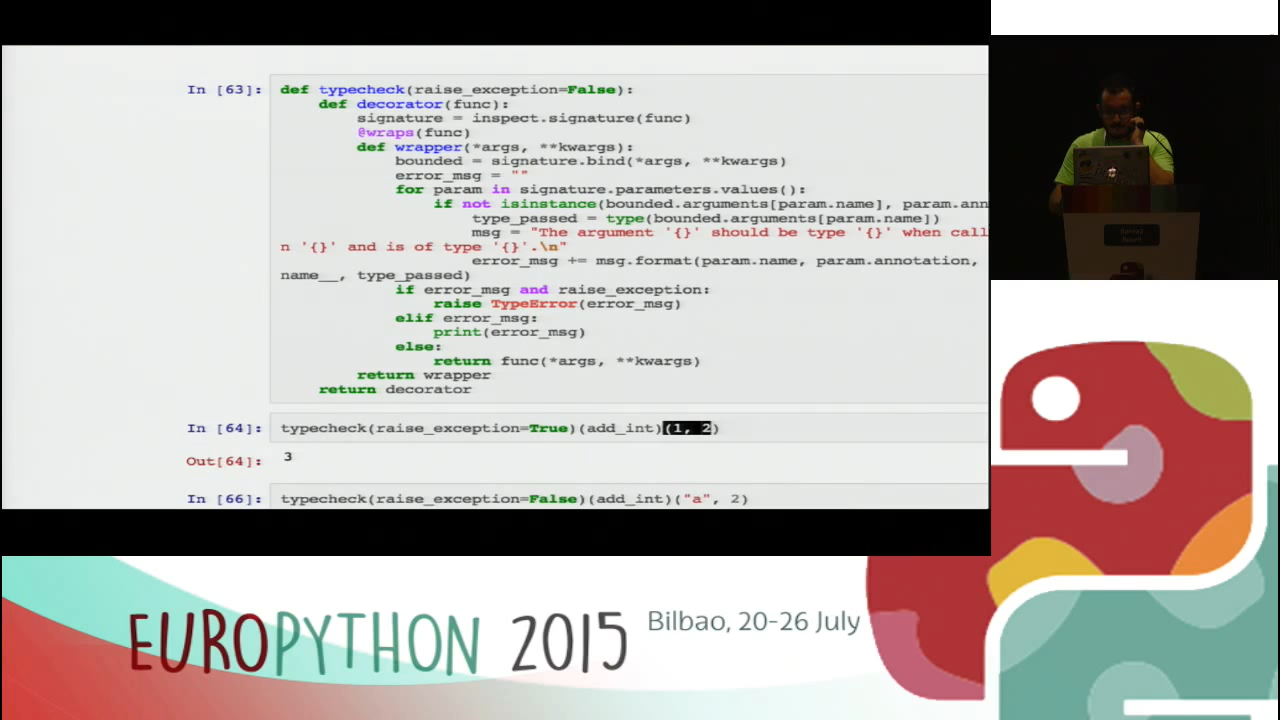 In [63]: def typecheck(raise_exception=False):
def decorator(func):
signature = inspect.signature(func)
@wraps(func)
def wrapper(*args, **kwargs):
bounded = signature.bind(*args, **kwargs)
error_msg = ""
for param in signature.parameters.values():
if not isinstance(bounded.arguments[param.name], param.ann
type_passed = type(bounded.arguments[param.name])
msg = "The argument '{}' should be type '{}' when call
n '{}' and is of type '{}'.\n"
error_msg += msg.format(param.name, param.annotation,
name__, type_passed)
if error_msg and raise_exception:
raise TypeError(error_msg)
elif error_msg:
print(error_msg)
else:
return func(*args, **kwargs)
return wrapper
return decorator
In [64]: typecheck(raise_exception=True)(add_int)(1, 2)
Out[64]: 3
In [66]: typecheck(raise_exception=False)(add_int)("a", 2)
EUROPYTHON 2015 Bilbao, 20-26 July